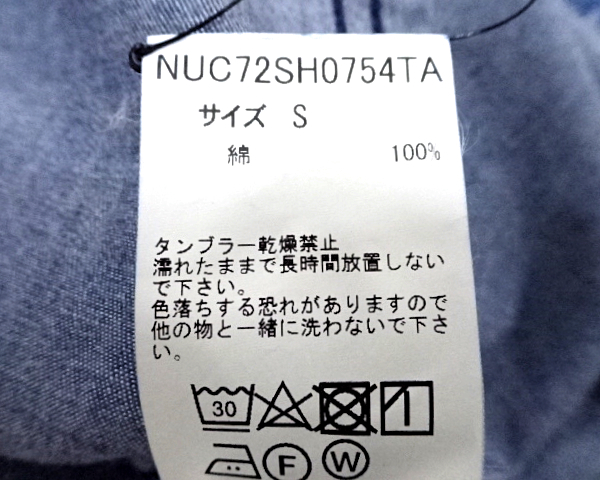 NUC72SH0754TA
サイズ S
綿 100%
タンブラー乾燥禁止
濡れたままで長時間放置しない
で下さい。
色落ちする恐れがありますので
他の物と一緒に洗わないで下さ
い。
30
F W